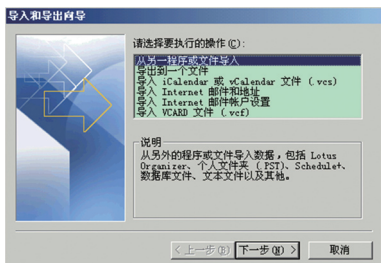 导入和导出向导
请选择要执行的操作(C):
从另一程序或文件导入
导出到一个文件
导入 iCalendar 或 vCalendar 文件 (.vcs)
导入 Internet 邮件和地址
导入 Internet 邮件帐户设置
导入 VCARD 文件 (.vcf)
说明
从另外的程序或文件导入数据,包括 Lotus
Organizer、个人文件夹 (.PST)、Schedule+、
数据库文件、文本文件以及其他。
< 上一步(B)
下一步(N) >
取消